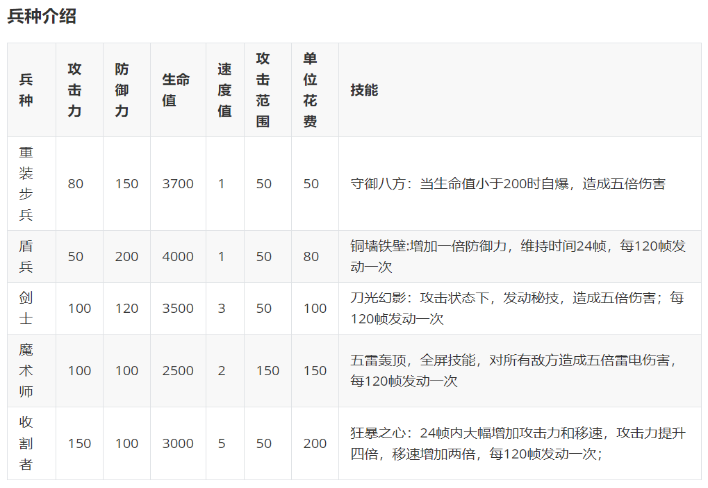 兵种介绍
兵种 攻击力 防御力 生命值 速度值 攻击范围 单位花费 技能
重装步兵 80 150 3700 1 50 50 守御八方：当生命值小于200时自爆，造成五倍伤害
盾兵 50 200 4000 1 50 80 铜墙铁壁:增加一倍防御力，维持时间24帧，每120帧发
动一次
剑士 100 120 3500 3 50 100 刀光幻影：攻击状态下，发动秘技，造成五倍伤害；每
120帧发动一次
魔术师 100 100 2500 2 150 150 五雷轰顶，全屏技能，对所有敌方造成五倍雷电伤害，
每120帧发动一次
收割者 150 100 3000 5 50 200 狂暴之心：24帧内大幅增加攻击力和移速，攻击力提升
四倍，移速增加两倍，每120帧发动一次；